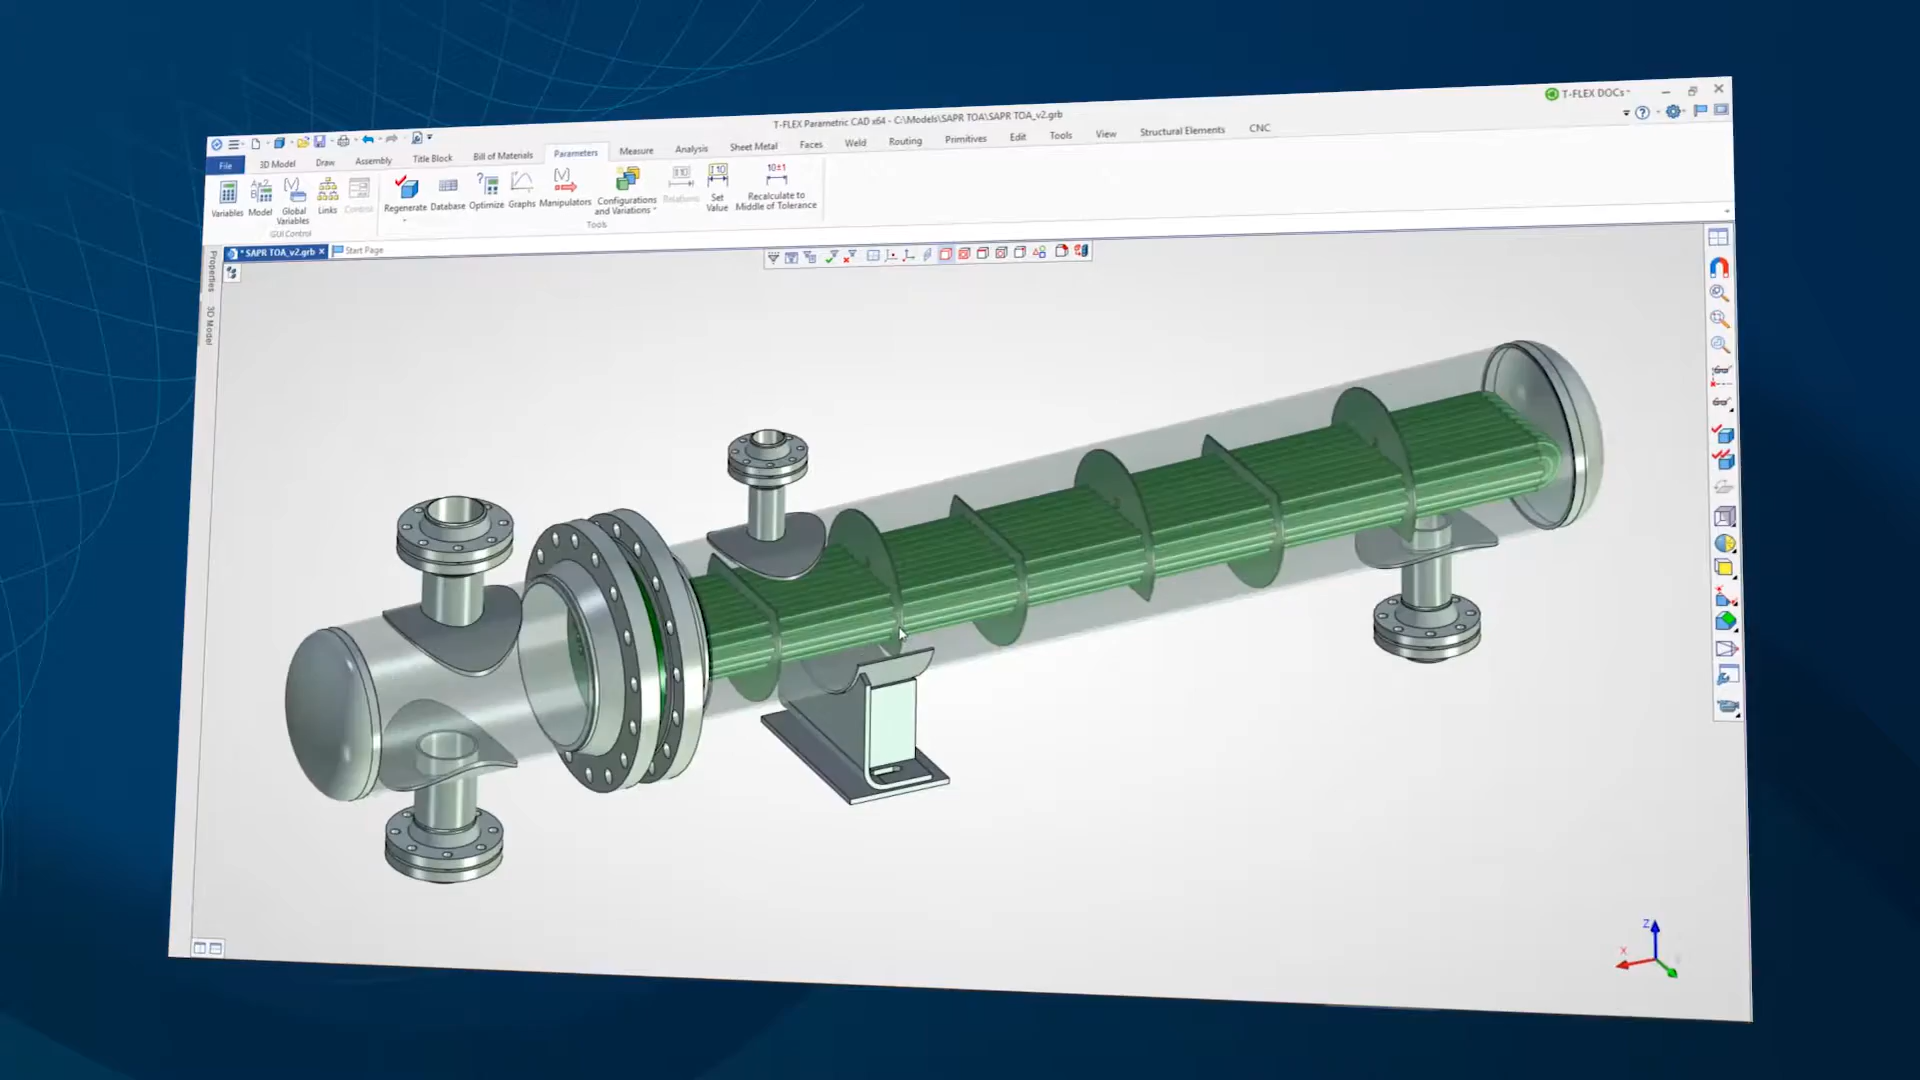 T-FLEX Parametric CAD x64 - C:\Models\SAPR TOA\SAPR TOA_v2.grb
T-FLEX DOCs
File 3D Model Draw Assembly Title Block Bill of Materials Parameters Measure Analysis Sheet Metal Faces Weld Routing Primitives Edit Tools View Structural Elements CNC
Variables Model Global Variables Links Control Regenerate Database Optimize Graphs Manipulators Configurations and Variations Relations Set Value 10±1 Recalculate to Middle of Tolerance
GUI Control Tools
* SAPR TOA_v2.grb Start Page
Properties
3D Model
Z
X